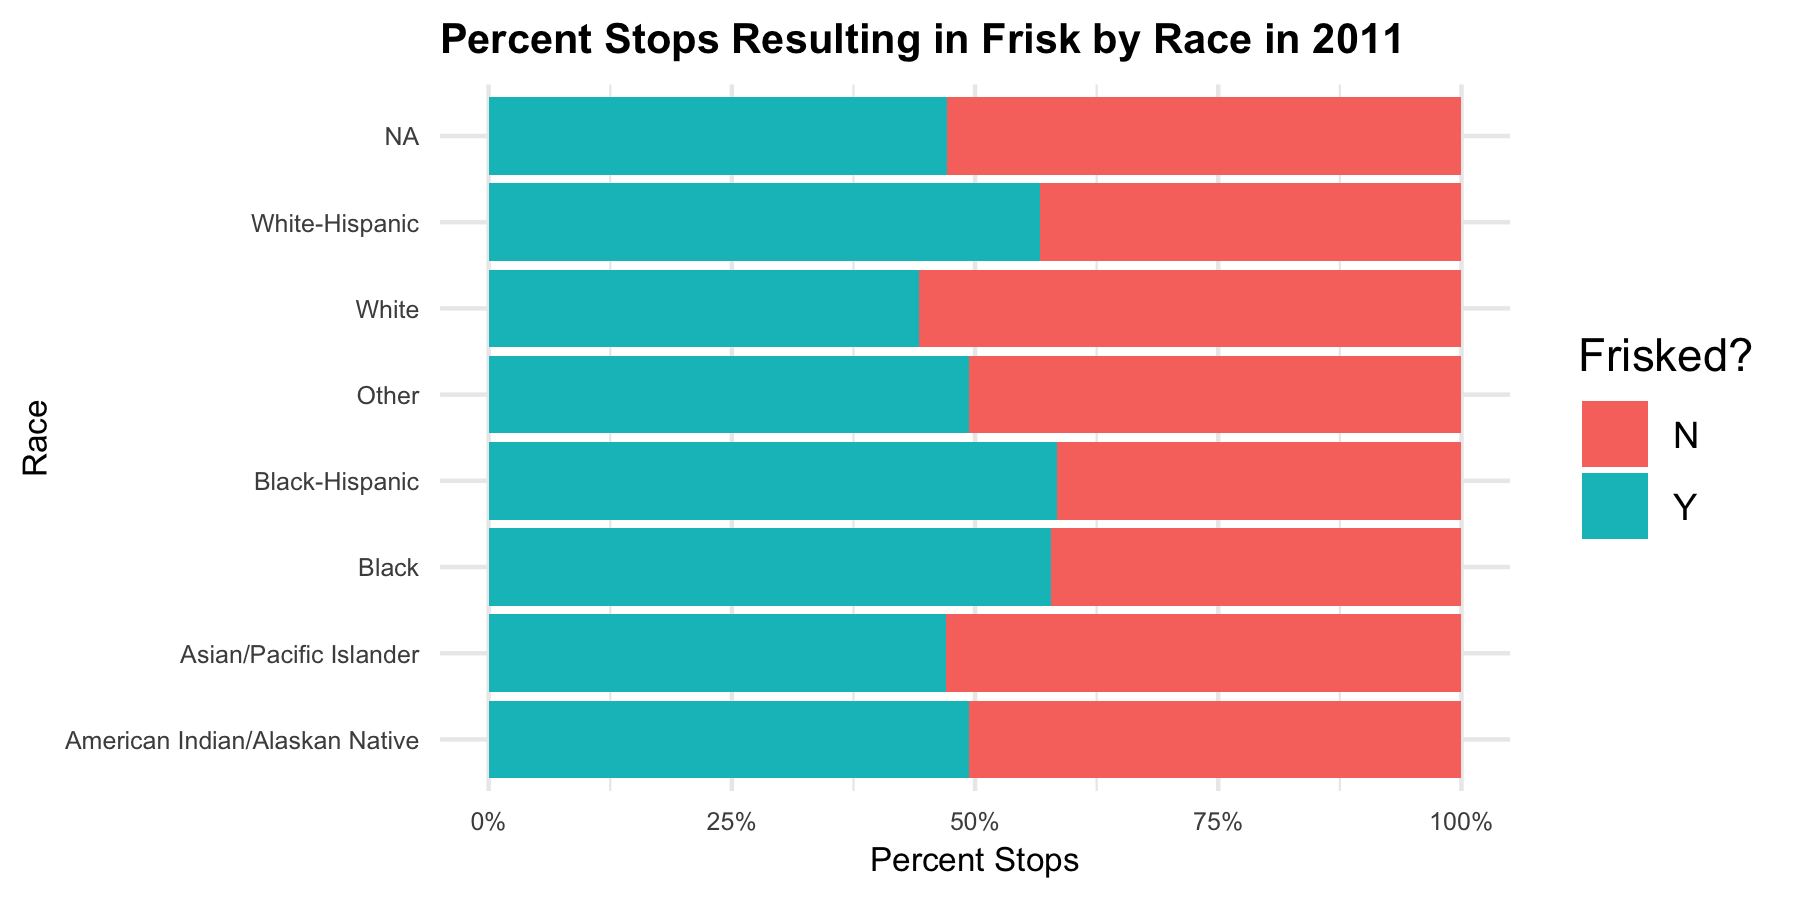 Percent Stops Resulting in Frisk by Race in 2011
Race
NA
White-Hispanic
White
Other
Black-Hispanic
Black
Asian/Pacific Islander
American Indian/Alaskan Native
0% 25% 50% 75% 100%
Percent Stops
Frisked?
N
Y